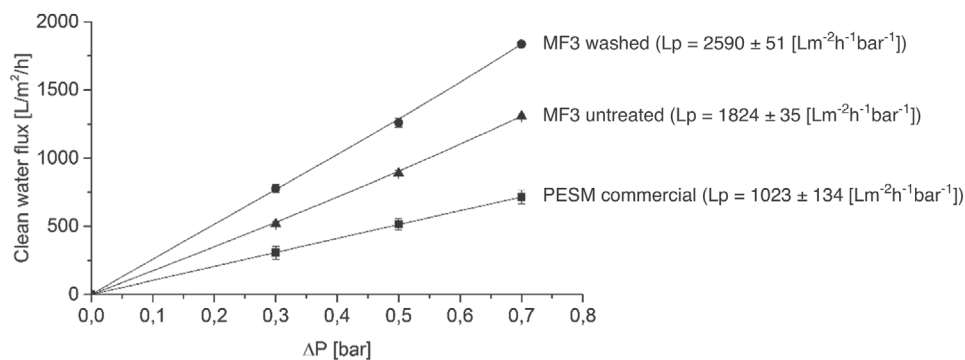 2000
1500
1000
500
0
Clean water flux [L/m²/h]
MF3 washed (Lp = 2590 ± 51 [Lm⁻²h⁻¹bar⁻¹])
MF3 untreated (Lp = 1824 ± 35 [Lm⁻²h⁻¹bar⁻¹])
PESM commercial (Lp = 1023 ± 134 [Lm⁻²h⁻¹bar⁻¹])
0,0 0,1 0,2 0,3 0,4 0,5 0,6 0,7 0,8
ΔP [bar]